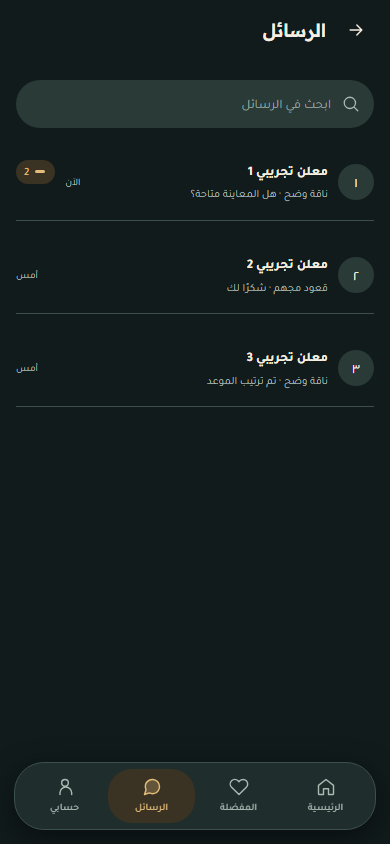 الرسائل
ابحث في الرسائل
١
معلن تجريبي 1
ناقة وضح · هل المعاينة متاحة؟
الآن
2
٢
معلن تجريبي 2
قعود مجهم · شكرًا لك
أمس
٣
معلن تجريبي 3
ناقة وضح · تم ترتيب الموعد
أمس
الرئيسية
المفضلة
الرسائل
حسابي